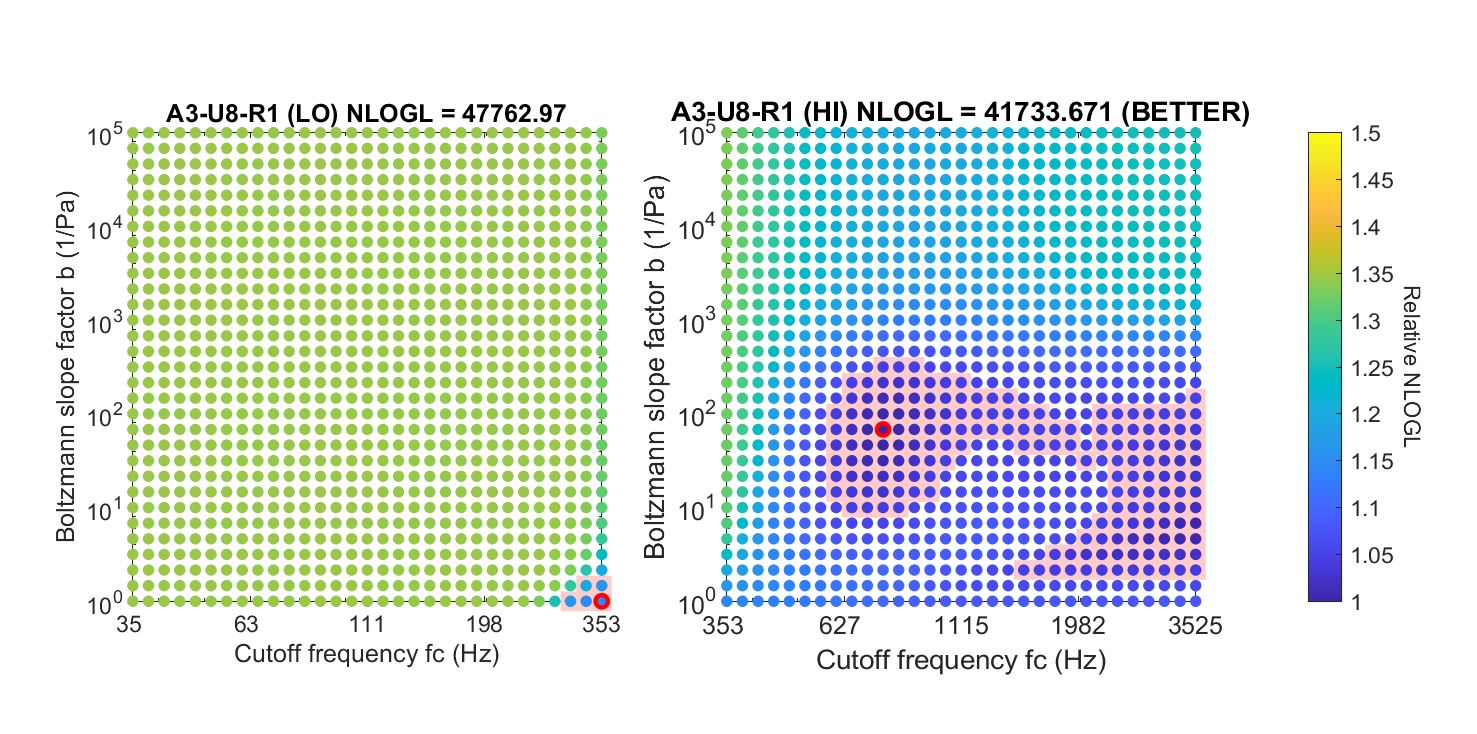 A3-U8-R1 (LO) NLOGL = 47762.97
10^5
10^4
10^3
10^2
10^1
10^0
Boltzmann slope factor b (1/Pa)
35 63 111 198 353
Cutoff frequency fc (Hz)
A3-U8-R1 (HI) NLOGL = 41733.671 (BETTER)
10^5
10^4
10^3
10^2
10^1
10^0
Boltzmann slope factor b (1/Pa)
353 627 1115 1982 3525
Cutoff frequency fc (Hz)
1.5
1.45
1.4
1.35
1.3
1.25
1.2
1.15
1.1
1.05
1
Relative NLOGL